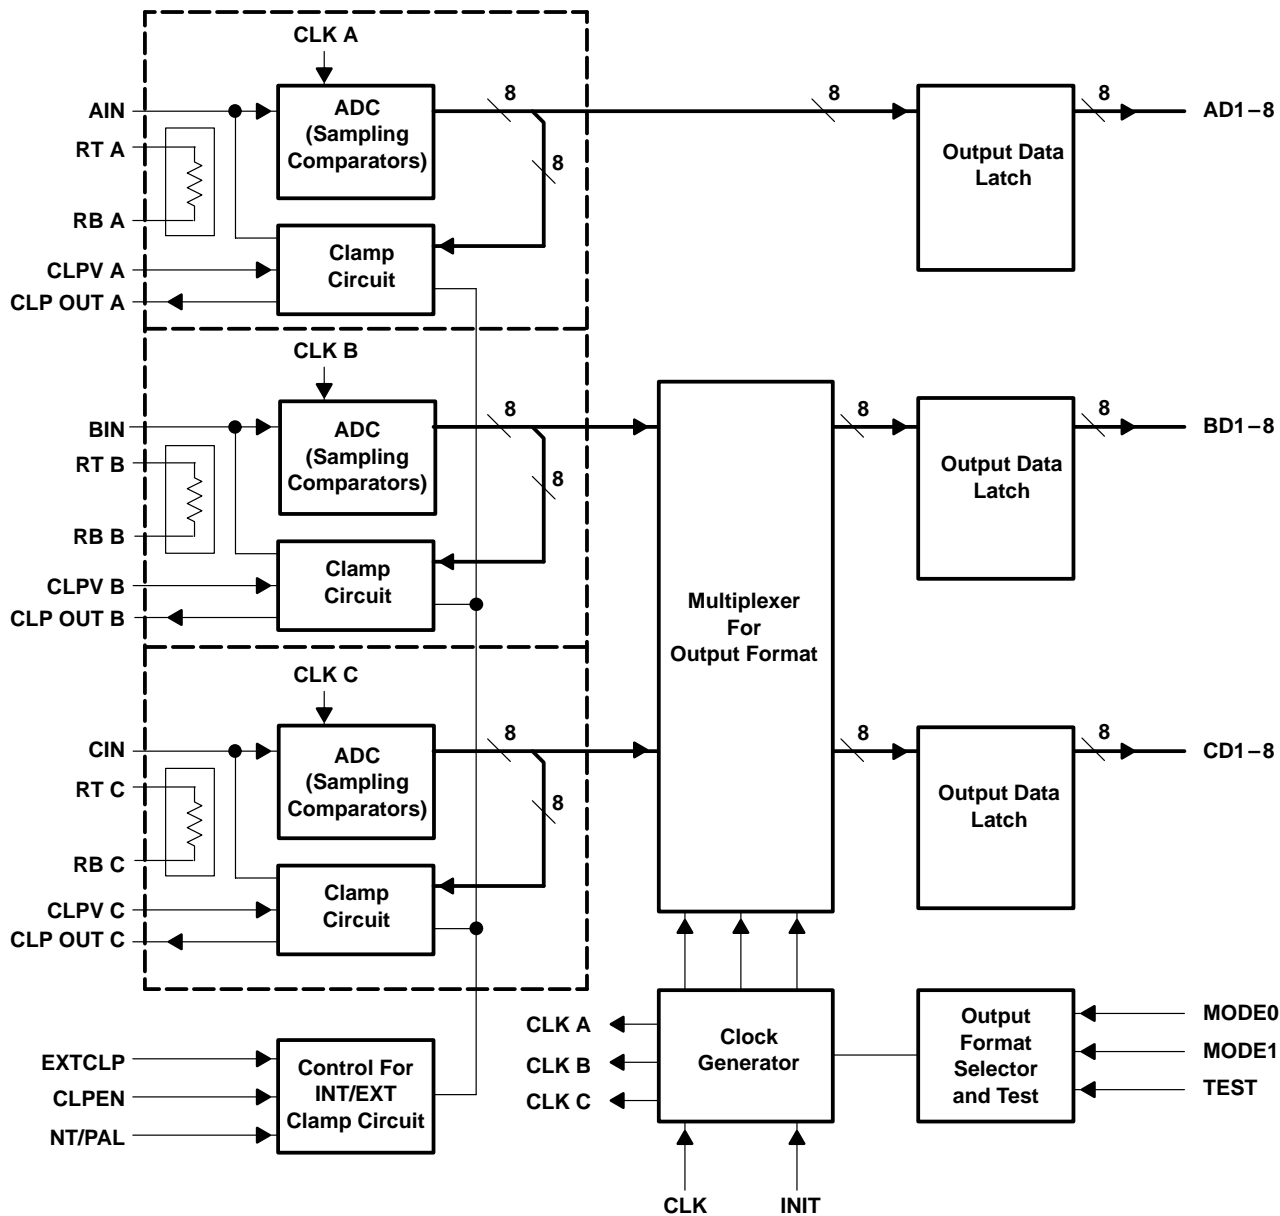 CLK A
AIN
RT A
RB A
CLPV A
CLP OUT A
ADC
(Sampling
Comparators)
8
8
8
Clamp
Circuit
Output Data
Latch
8
AD1–8
CLK B
BIN
RT B
RB B
CLPV B
CLP OUT B
ADC
(Sampling
Comparators)
8
8
Clamp
Circuit
Multiplexer
For
Output Format
8
Output Data
Latch
8
BD1–8
CLK C
CIN
RT C
RB C
CLPV C
CLP OUT C
ADC
(Sampling
Comparators)
8
8
Clamp
Circuit
8
Output Data
Latch
8
CD1–8
EXTCLP
CLPEN
NT/PAL
Control For
INT/EXT
Clamp Circuit
CLK A
CLK B
CLK C
Clock
Generator
CLK
INIT
Output
Format
Selector
and Test
MODE0
MODE1
TEST